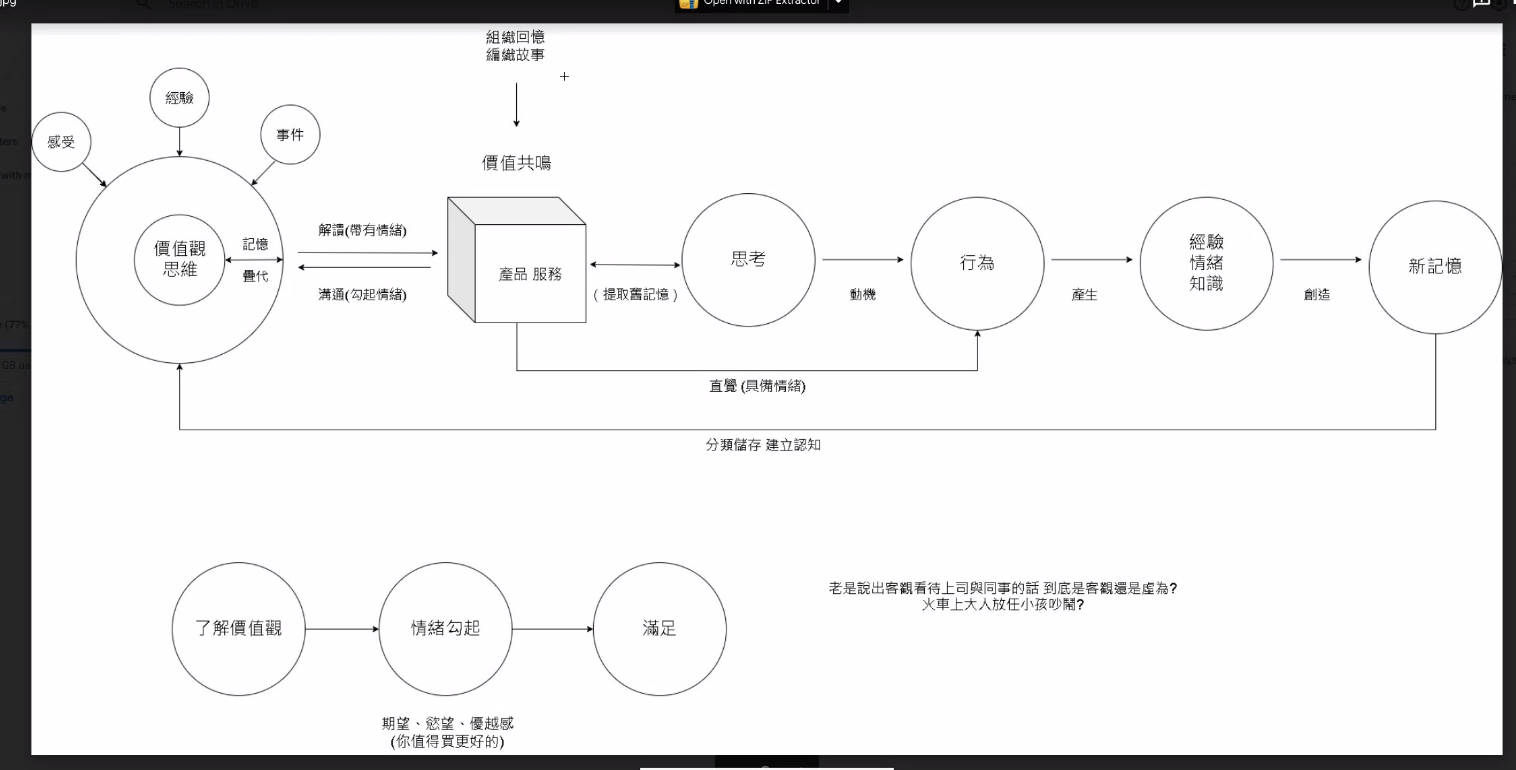 jpg
Search in Drive
Open with ZIP Extractor
組織回憶
編織故事
經驗
事件
感受
價值共鳴
價值觀
思維
記憶
疊代
解讀(帶有情緒)
溝通(勾起情緒)
產品 服務
( 提取舊記憶 )
思考
動機
行為
產生
經驗
情緒
知識
創造
新記憶
直覺 (具備情緒)
分類儲存 建立認知
了解價值觀
情緒勾起
滿足
期望、慾望、優越感
(你值得買更好的)
老是說出客觀看待上司與同事的話 到底是客觀還是虛為?
火車上大人放任小孩吵鬧?